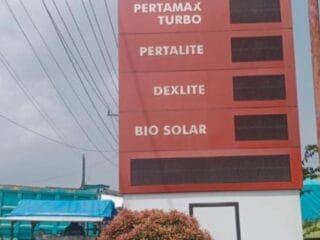 PERTAMAX
TURBO
PERTALITE
DEXLITE
BIO SOLAR